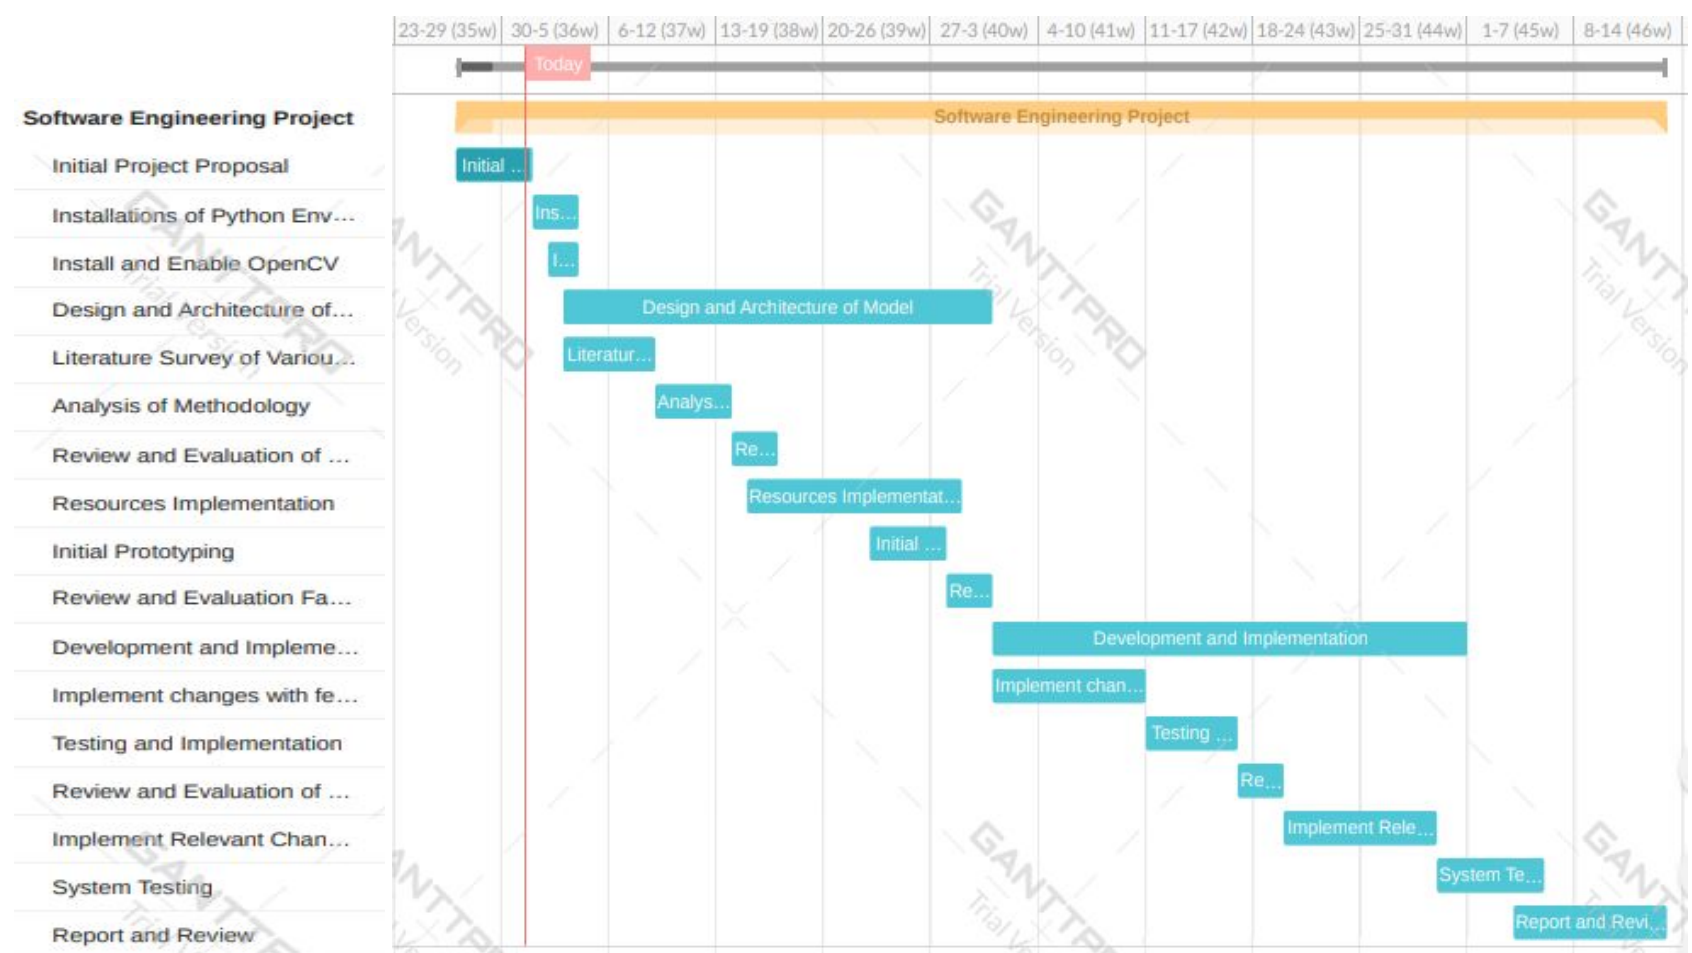 23-29 (35w) 30-5 (36w) 6-12 (37w) 13-19 (38w) 20-26 (39w) 27-3 (40w) 4-10 (41w) 11-17 (42w) 18-24 (43w) 25-31 (44w) 1-7 (45w) 8-14 (46w)
Today
Software Engineering Project Software Engineering Project
Initial Project Proposal Initial ...
Installations of Python Env... Ins...
Install and Enable OpenCV I...
Design and Architecture of... Design and Architecture of Model
Literature Survey of Variou... Literatur...
Analysis of Methodology Analys...
Review and Evaluation of ... Re...
Resources Implementation Resources Implementat...
Initial Prototyping Initial ...
Review and Evaluation Fa... Re...
Development and Impleme... Development and Implementation
Implement changes with fe... Implement chan...
Testing and Implementation Testing ...
Review and Evaluation of ... Re...
Implement Relevant Chan... Implement Rele...
System Testing System Te...
Report and Review Report and Revi...
GANTTPRO
Trial Version
GANTTPRO
Trial Version